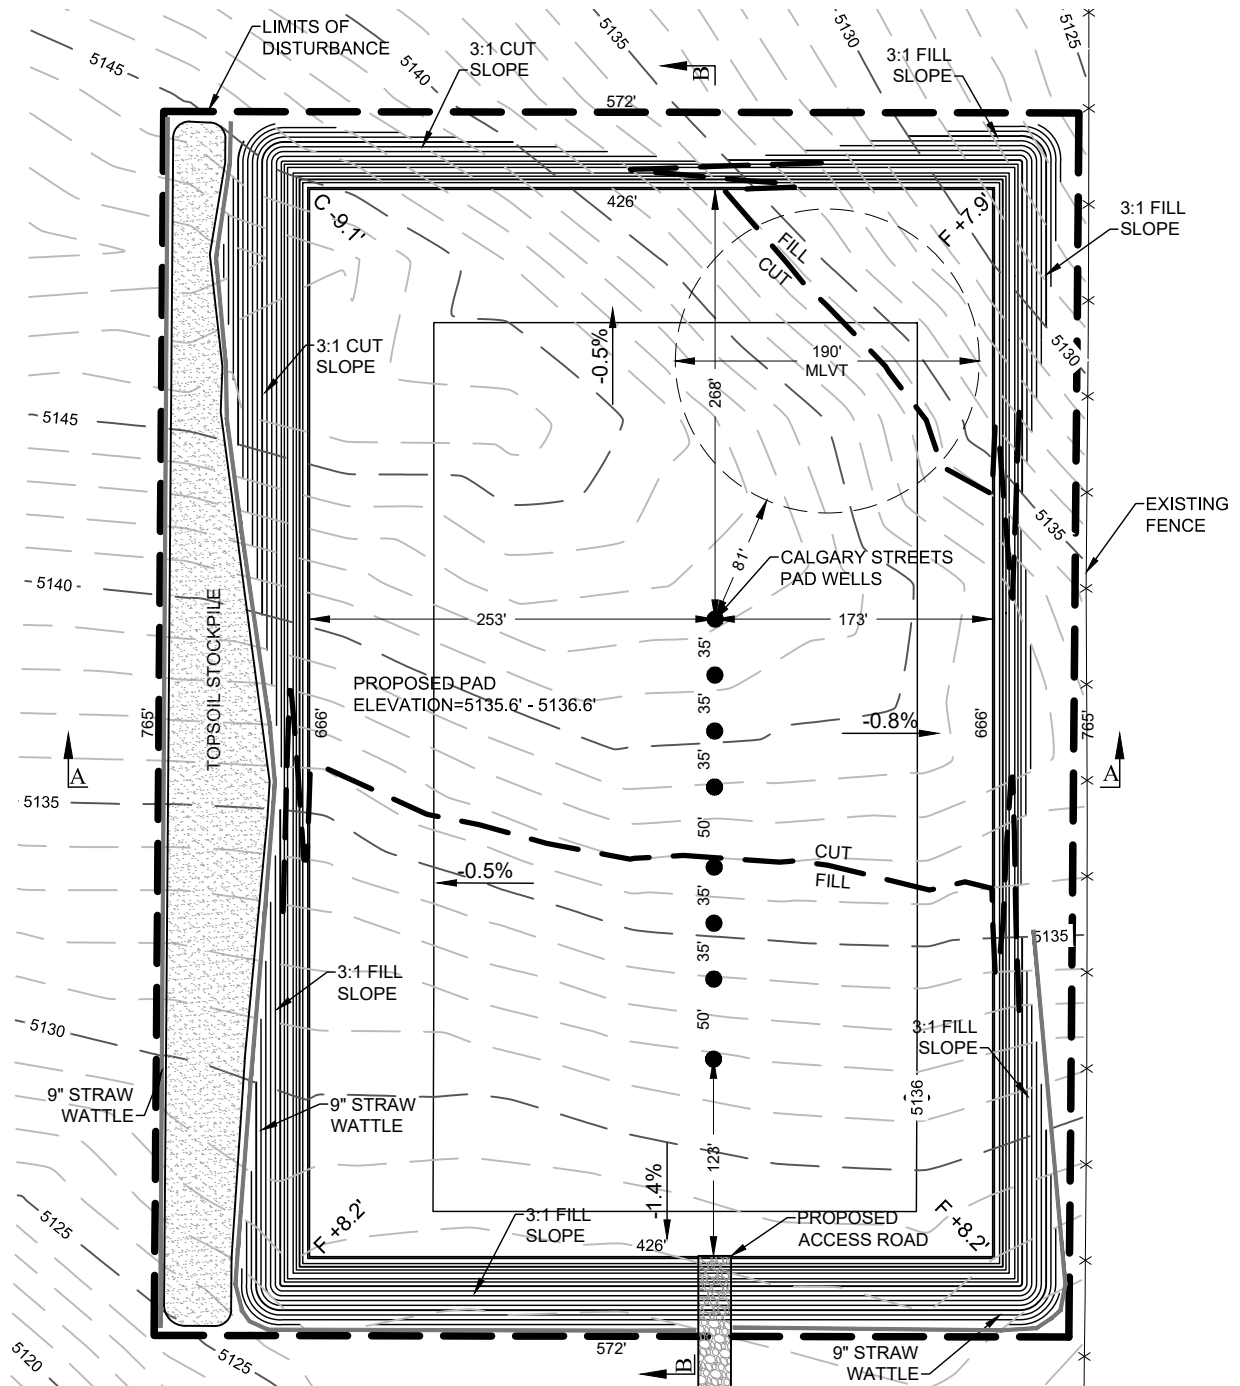 LIMITS OF
DISTURBANCE
3:1 CUT
SLOPE
5135
5130
5125
3:1 FILL
SLOPE
5145
5140
B
572'
426'
C -9.1'
F +7.9'
3:1 FILL
SLOPE
FILL
CUT
-0.5%
3:1 CUT
SLOPE
190'
MLVT
5130
268'
5145
EXISTING
FENCE
5135
81'
CALGARY STREETS
PAD WELLS
5140
TOPSOIL STOCKPILE
253'
173'
35'
PROPOSED PAD
ELEVATION=5135.6' - 5136.6'
35'
765'
666'
-0.8%
666'
765'
35'
A
A
5135
50'
CUT
FILL
-0.5%
35'
35'
5135
3:1 FILL
SLOPE
50'
5130
3:1 FILL
SLOPE
9" STRAW
WATTLE
9" STRAW
WATTLE
5136
123'
-1.4%
5125
F +8.2'
3:1 FILL
SLOPE
426'
PROPOSED
ACCESS ROAD
F +8.2'
5120
5125
572'
B
9" STRAW
WATTLE